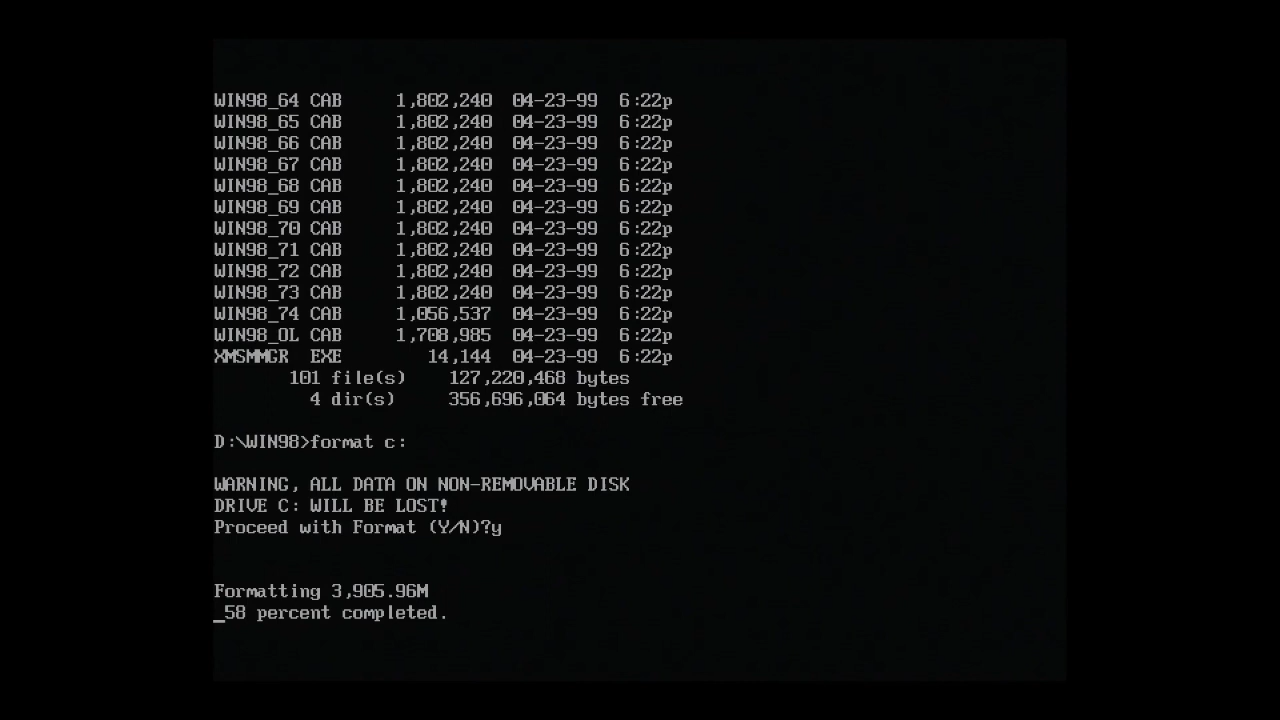 WIN98_64 CAB     1,802,240  04-23-99  6:22p
WIN98_65 CAB     1,802,240  04-23-99  6:22p
WIN98_66 CAB     1,802,240  04-23-99  6:22p
WIN98_67 CAB     1,802,240  04-23-99  6:22p
WIN98_68 CAB     1,802,240  04-23-99  6:22p
WIN98_69 CAB     1,802,240  04-23-99  6:22p
WIN98_70 CAB     1,802,240  04-23-99  6:22p
WIN98_71 CAB     1,802,240  04-23-99  6:22p
WIN98_72 CAB     1,802,240  04-23-99  6:22p
WIN98_73 CAB     1,802,240  04-23-99  6:22p
WIN98_74 CAB     1,056,537  04-23-99  6:22p
WIN98_OL CAB     1,708,985  04-23-99  6:22p
XMSMMGR  EXE        14,144  04-23-99  6:22p
       101 file(s)    127,220,468 bytes
         4 dir(s)     356,696,064 bytes free
D:\WIN98>format c:
WARNING, ALL DATA ON NON-REMOVABLE DISK
DRIVE C: WILL BE LOST!
Proceed with Format (Y/N)?y
Formatting 3,905.96M
_58 percent completed.